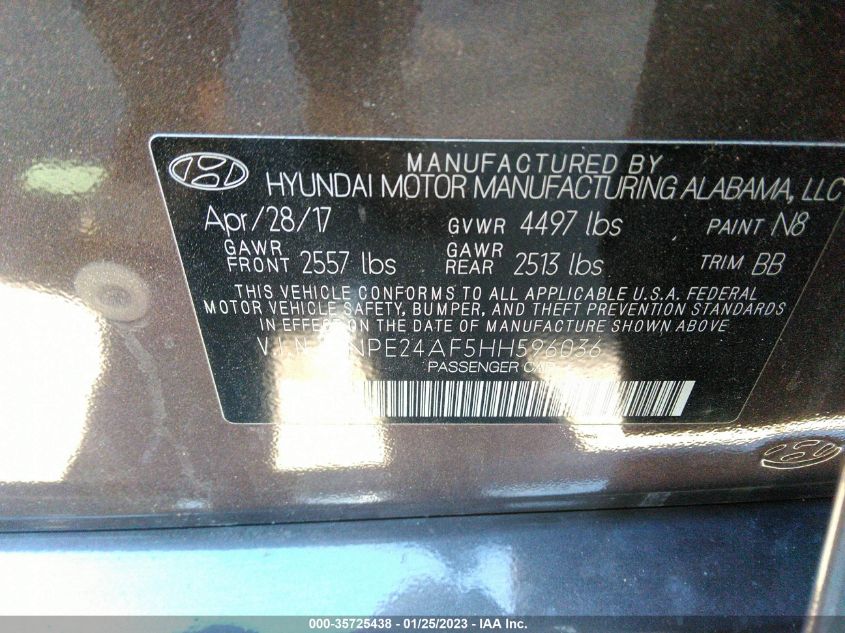 MANUFACTURED BY
HYUNDAI MOTOR MANUFACTURING ALABAMA, LLC
Apr/28/17 GVWR 4497 lbs PAINT N8
GAWR FRONT 2557 lbs GAWR REAR 2513 lbs TRIM BB
THIS VEHICLE CONFORMS TO ALL APPLICABLE U.S.A. FEDERAL
MOTOR VEHICLE SAFETY, BUMPER, AND THEFT PREVENTION STANDARDS
IN EFFECT ON THE DATE OF MANUFACTURE SHOWN ABOVE
NPE24AF5HH596036
PASSENGER CAR
000-35725438 - 01/25/2023 - IAA Inc.